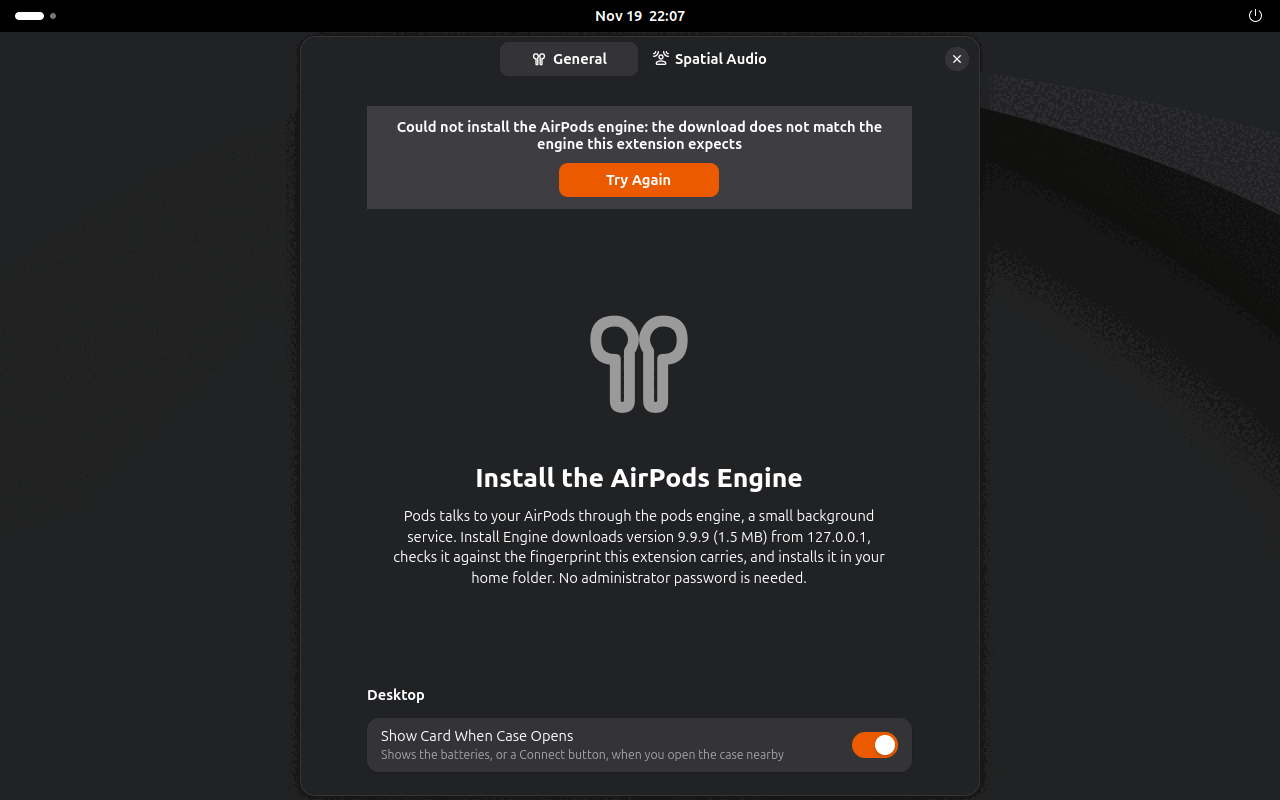 Nov 19 22:07
General
Spatial Audio
Could not install the AirPods engine: the download does not match the
engine this extension expects
Try Again
Install the AirPods Engine
Pods talks to your AirPods through the pods engine, a small background
service. Install Engine downloads version 9.9.9 (1.5 MB) from 127.0.0.1,
checks it against the fingerprint this extension carries, and installs it in your
home folder. No administrator password is needed.
Desktop
Show Card When Case Opens
Shows the batteries, or a Connect button, when you open the case nearby